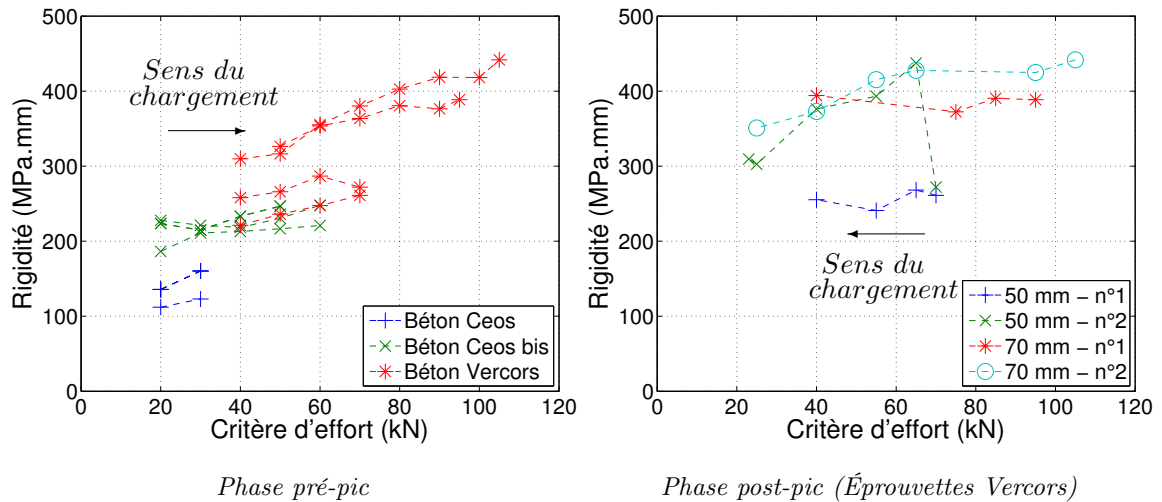 500
400
300
200
100
0
0 20 40 60 80 100 120
Rigidité (MPa.mm)
Critère d'effort (kN)
Sens du
chargement
Béton Ceos
Béton Ceos bis
Béton Vercors
Phase pré-pic
500
400
300
200
100
0
0 20 40 60 80 100 120
Rigidité (MPa.mm)
Critère d'effort (kN)
Sens du
chargement
50 mm − n°1
50 mm − n°2
70 mm − n°1
70 mm − n°2
Phase post-pic (Éprouvettes Vercors)